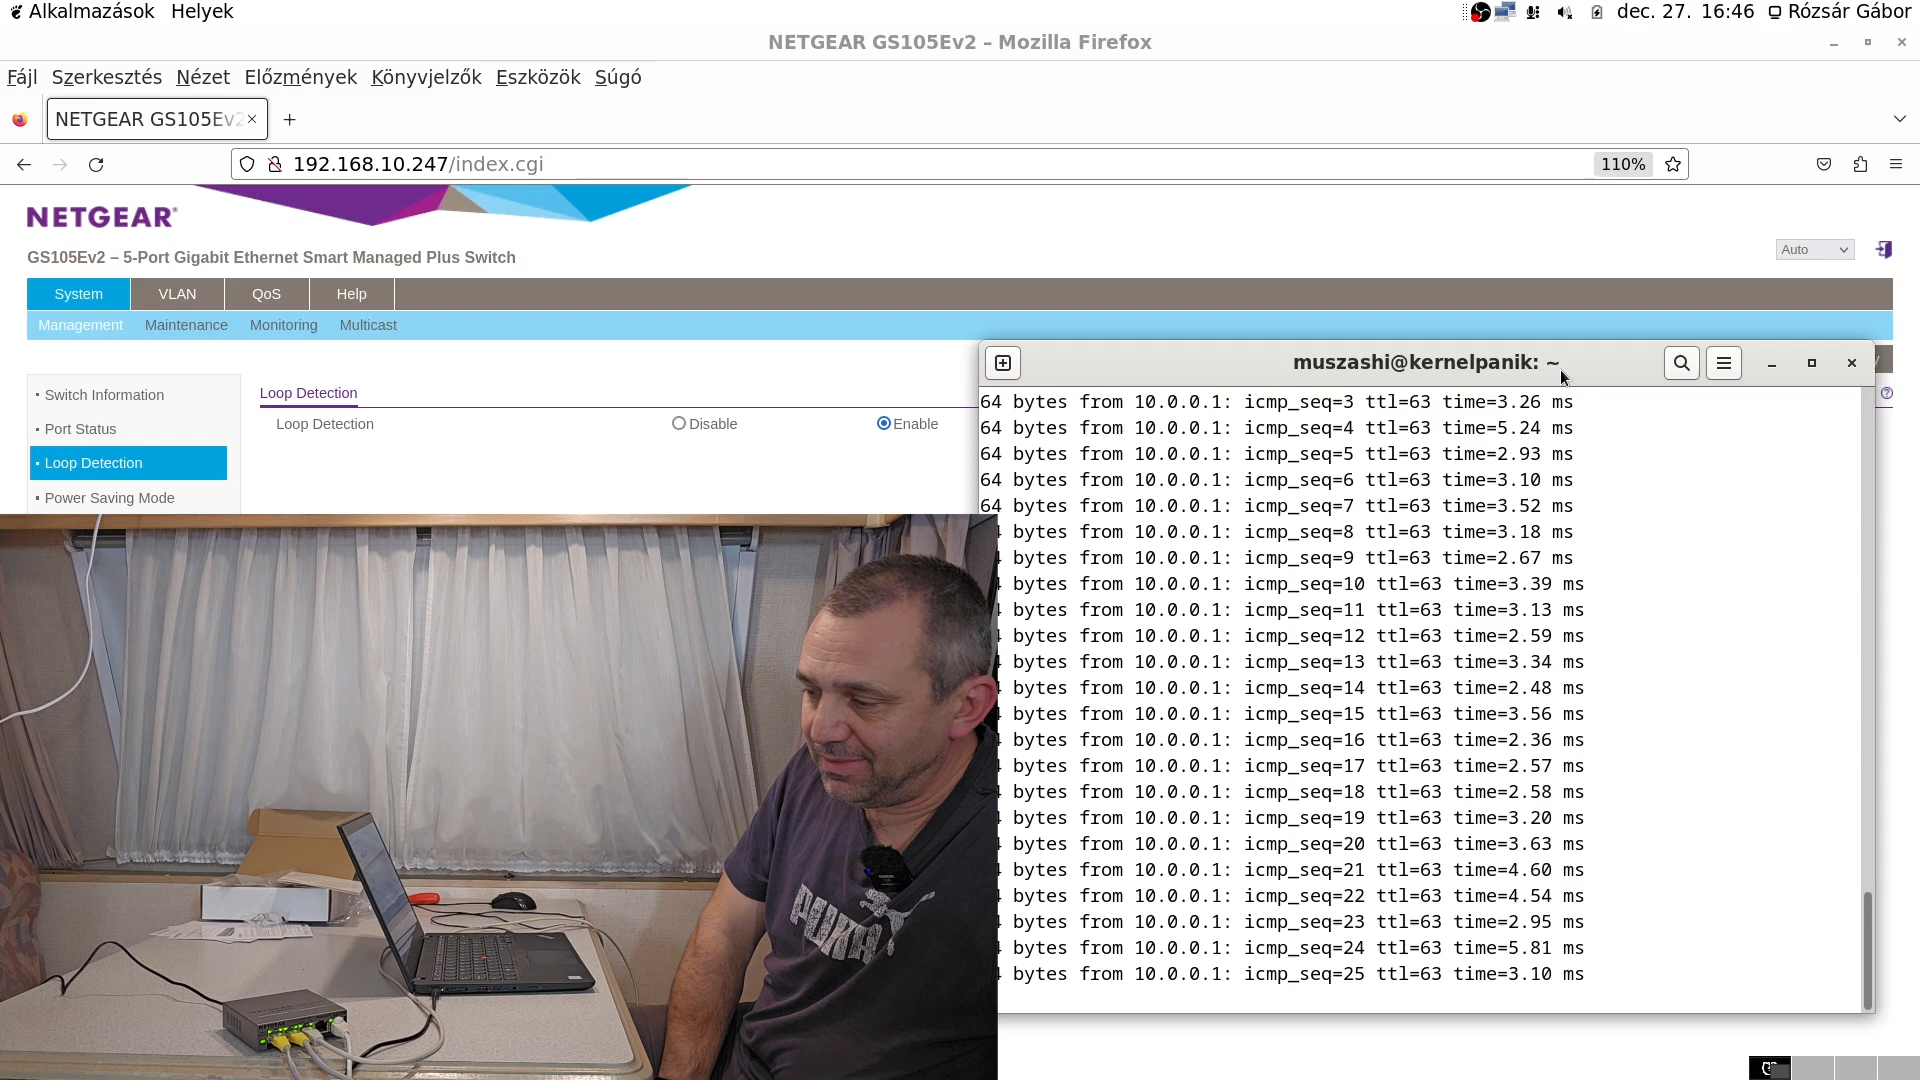 Alkalmazások Helyek dec. 27. 16:46 Rózsár Gábor
NETGEAR GS105Ev2 – Mozilla Firefox
Fájl Szerkesztés Nézet Előzmények Könyvjelzők Eszközök Súgó
NETGEAR GS105Ev2
192.168.10.247/index.cgi 110%
NETGEAR
GS105Ev2 – 5-Port Gigabit Ethernet Smart Managed Plus Switch
Auto
System VLAN QoS Help
Management Maintenance Monitoring Multicast
Switch Information
Port Status
Loop Detection
Power Saving Mode
Loop Detection
Loop Detection Disable Enable
muszashi@kernelpanik: ~
64 bytes from 10.0.0.1: icmp_seq=3 ttl=63 time=3.26 ms
64 bytes from 10.0.0.1: icmp_seq=4 ttl=63 time=5.24 ms
64 bytes from 10.0.0.1: icmp_seq=5 ttl=63 time=2.93 ms
64 bytes from 10.0.0.1: icmp_seq=6 ttl=63 time=3.10 ms
64 bytes from 10.0.0.1: icmp_seq=7 ttl=63 time=3.52 ms
bytes from 10.0.0.1: icmp_seq=8 ttl=63 time=3.18 ms
bytes from 10.0.0.1: icmp_seq=9 ttl=63 time=2.67 ms
bytes from 10.0.0.1: icmp_seq=10 ttl=63 time=3.39 ms
bytes from 10.0.0.1: icmp_seq=11 ttl=63 time=3.13 ms
bytes from 10.0.0.1: icmp_seq=12 ttl=63 time=2.59 ms
bytes from 10.0.0.1: icmp_seq=13 ttl=63 time=3.34 ms
bytes from 10.0.0.1: icmp_seq=14 ttl=63 time=2.48 ms
bytes from 10.0.0.1: icmp_seq=15 ttl=63 time=3.56 ms
bytes from 10.0.0.1: icmp_seq=16 ttl=63 time=2.36 ms
bytes from 10.0.0.1: icmp_seq=17 ttl=63 time=2.57 ms
bytes from 10.0.0.1: icmp_seq=18 ttl=63 time=2.58 ms
bytes from 10.0.0.1: icmp_seq=19 ttl=63 time=3.20 ms
bytes from 10.0.0.1: icmp_seq=20 ttl=63 time=3.63 ms
bytes from 10.0.0.1: icmp_seq=21 ttl=63 time=4.60 ms
bytes from 10.0.0.1: icmp_seq=22 ttl=63 time=4.54 ms
bytes from 10.0.0.1: icmp_seq=23 ttl=63 time=2.95 ms
bytes from 10.0.0.1: icmp_seq=24 ttl=63 time=5.81 ms
bytes from 10.0.0.1: icmp_seq=25 ttl=63 time=3.10 ms
NETGEAR